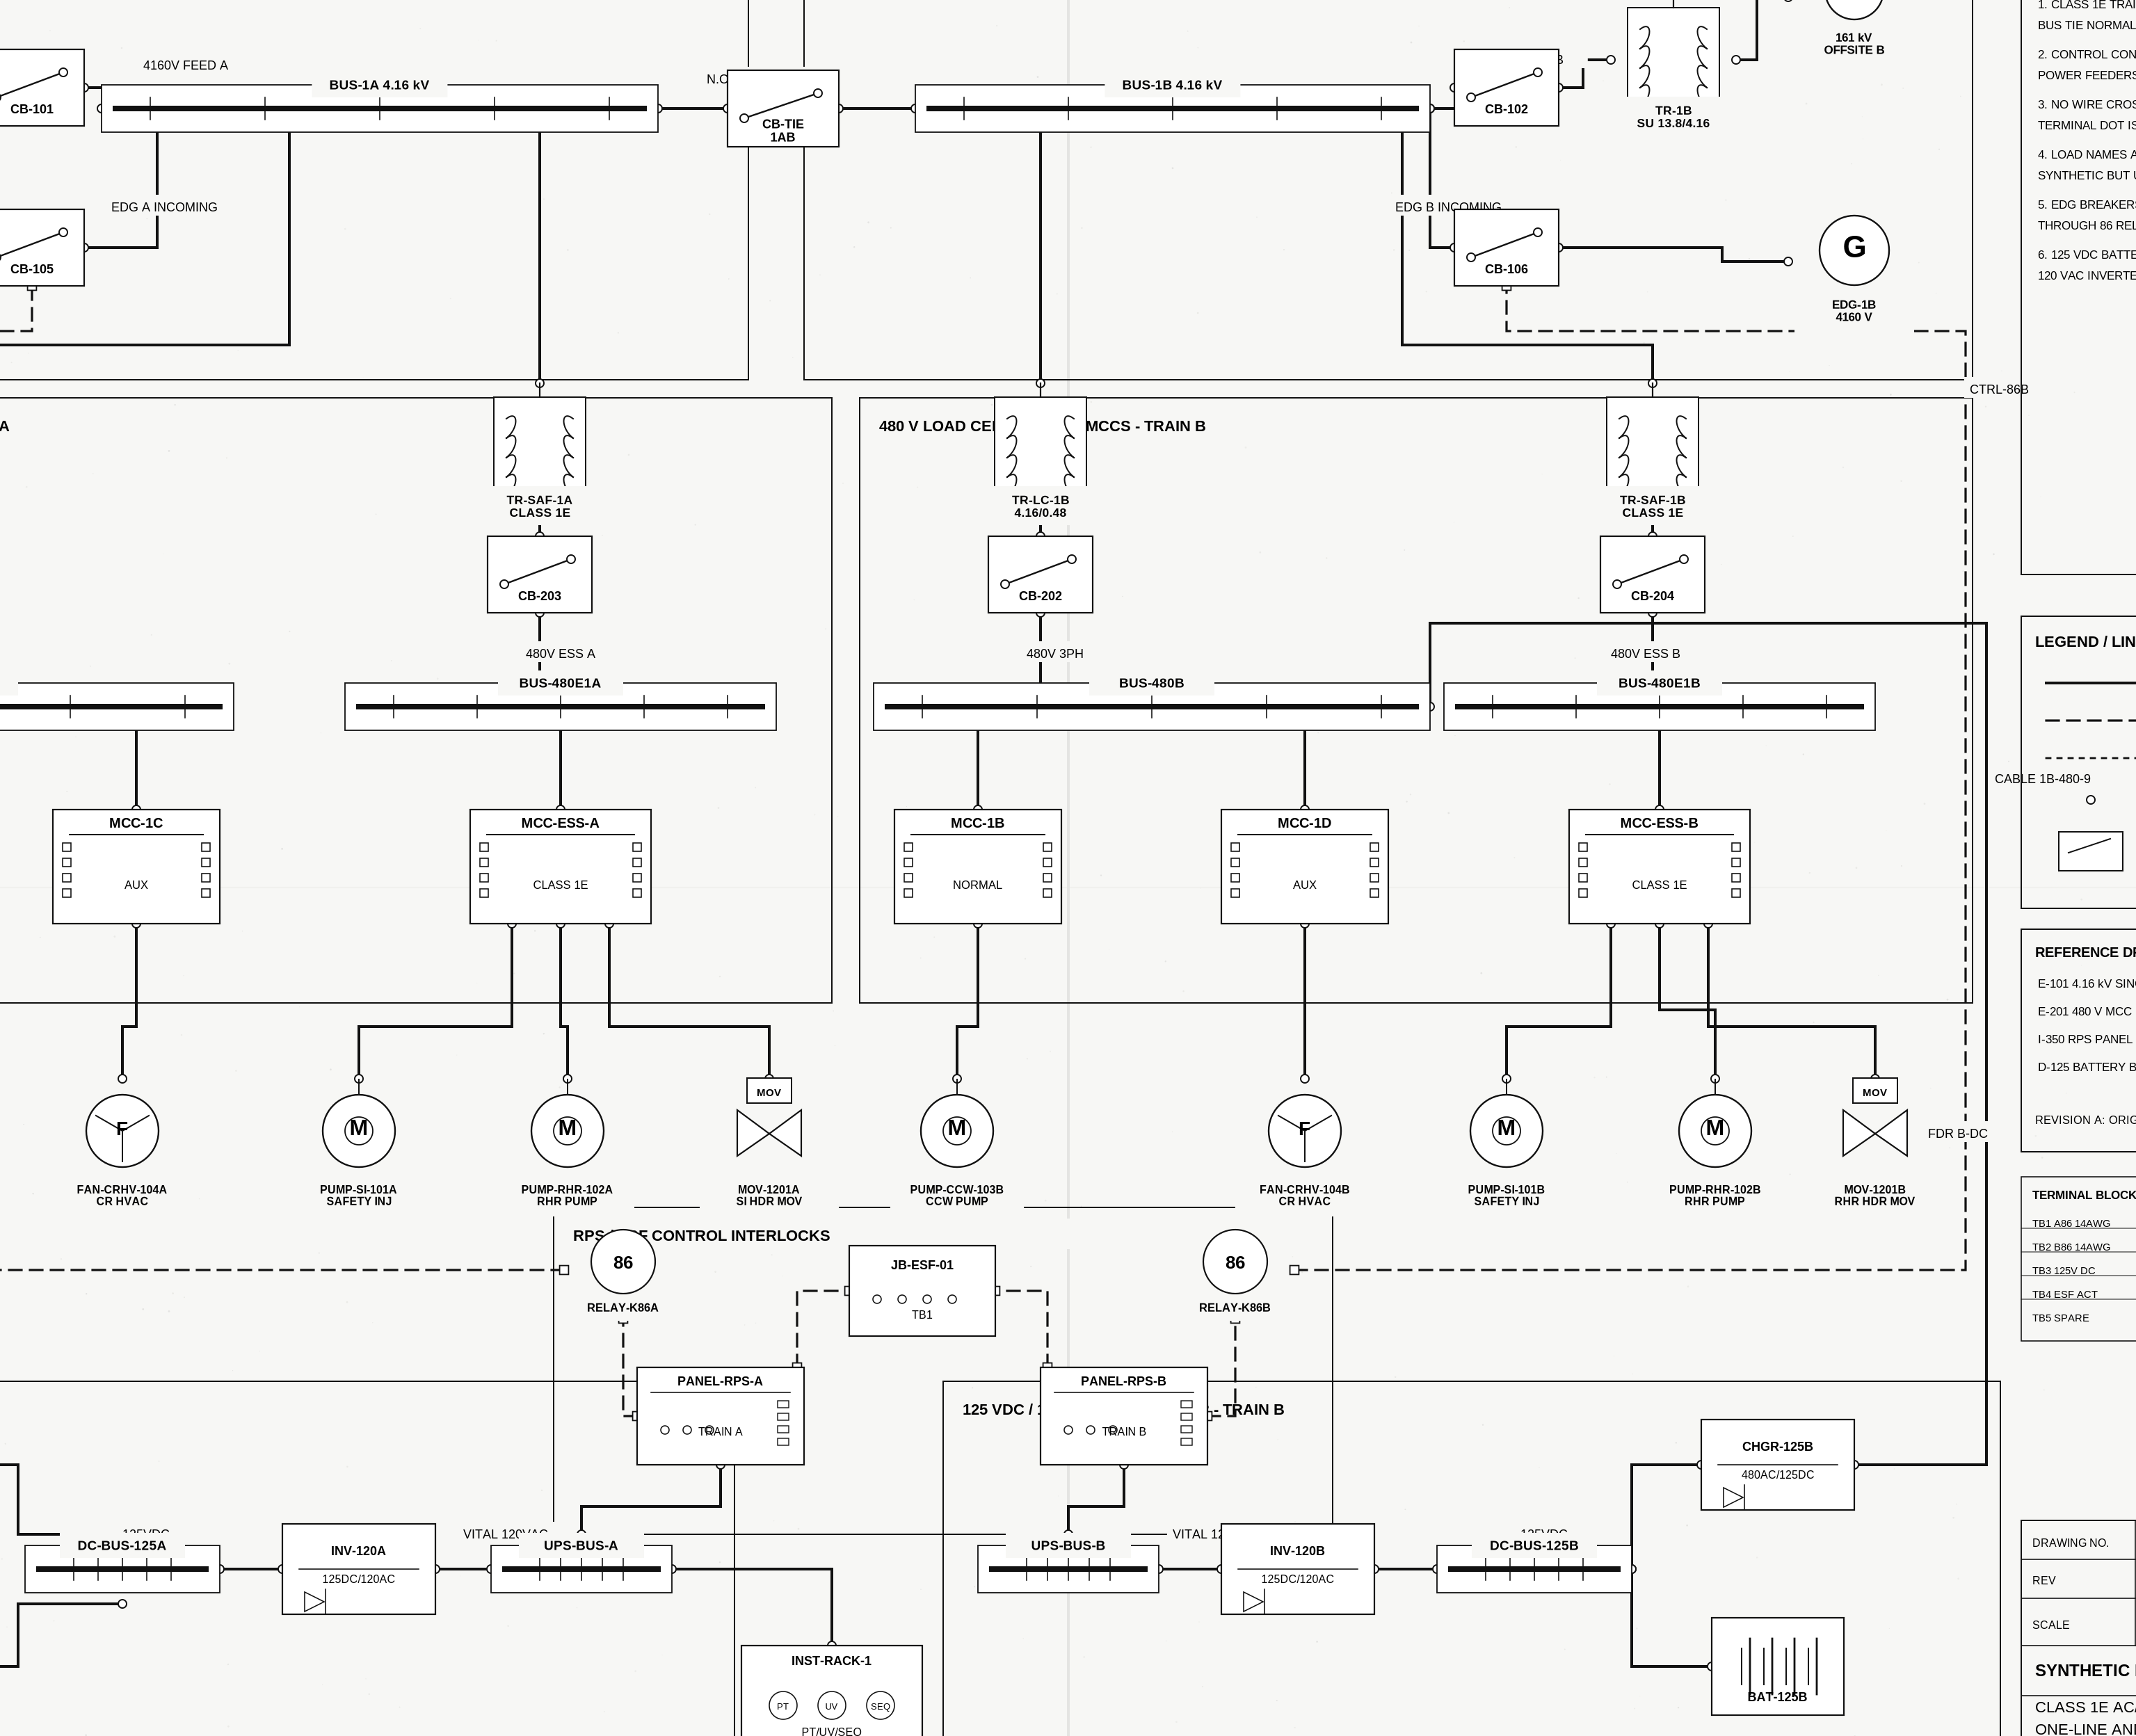 1. CLASS 1E
BUS TIE
2. CONTROL
POWER FEEDERS
3. NO WIRE
TERMINAL DOT IS
4. LOAD NAMES
SYNTHETIC BUT
5. EDG
THROUGH 86
6. 125 VDC
120 VAC
161 kV
OFFSITE B
4160V FEED A
BUS-1A 4.16 kV
BUS-1B 4.16 kV
CB-101
CB-TIE
1AB
CB-102
TR-1B
SU 13.8/4.16
EDG A INCOMING
EDG B INCOMING
CB-105
CB-106
G
EDG-1B
4160 V
CTRL-86B
A
480 V LOAD
MCCS - TRAIN B
TR-SAF-1A
CLASS 1E
TR-LC-1B
4.16/0.48
TR-SAF-1B
CLASS 1E
CB-203
CB-202
CB-204
480V ESS A
480V 3PH
480V ESS B
BUS-480E1A
BUS-480B
BUS-480E1B
LEGEND /
CABLE 1B-480-9
MCC-1C
AUX
MCC-ESS-A
CLASS 1E
MCC-1B
NORMAL
MCC-1D
AUX
MCC-ESS-B
CLASS 1E
REFERENCE
E-101 4.16 kV
E-201 480 V MCC
I-350 RPS PANEL
D-125 BATTERY
REVISION A:
F
FAN-CRHV-104A
CR HVAC
M
PUMP-SI-101A
SAFETY INJ
M
PUMP-RHR-102A
RHR PUMP
MOV
MOV-1201A
SI HDR MOV
M
PUMP-CCW-103B
CCW PUMP
F
FAN-CRHV-104B
CR HVAC
M
PUMP-SI-101B
SAFETY INJ
M
PUMP-RHR-102B
RHR PUMP
MOV
MOV-1201B
RHR HDR MOV
FDR B-DC
TERMINAL BLOCK
TB1 A86 14AWG
TB2 B86 14AWG
TB3 125V DC
TB4 ESF ACT
TB5 SPARE
RPS
CONTROL INTERLOCKS
86
RELAY-K86A
JB-ESF-01
TB1
86
RELAY-K86B
PANEL-RPS-A
TRAIN A
PANEL-RPS-B
TRAIN B
125 VDC /
- TRAIN B
CHGR-125B
480AC/125DC
125VDC
DC-BUS-125A
INV-120A
125DC/120AC
VITAL 120VAC
UPS-BUS-A
UPS-BUS-B
VITAL
INV-120B
125DC/120AC
125VDC
DC-BUS-125B
BAT-125B
INST-RACK-1
PT
UV
SEQ
PT/UV/SEQ
DRAWING NO.
REV
SCALE
SYNTHETIC
CLASS 1E
ONE-LINE